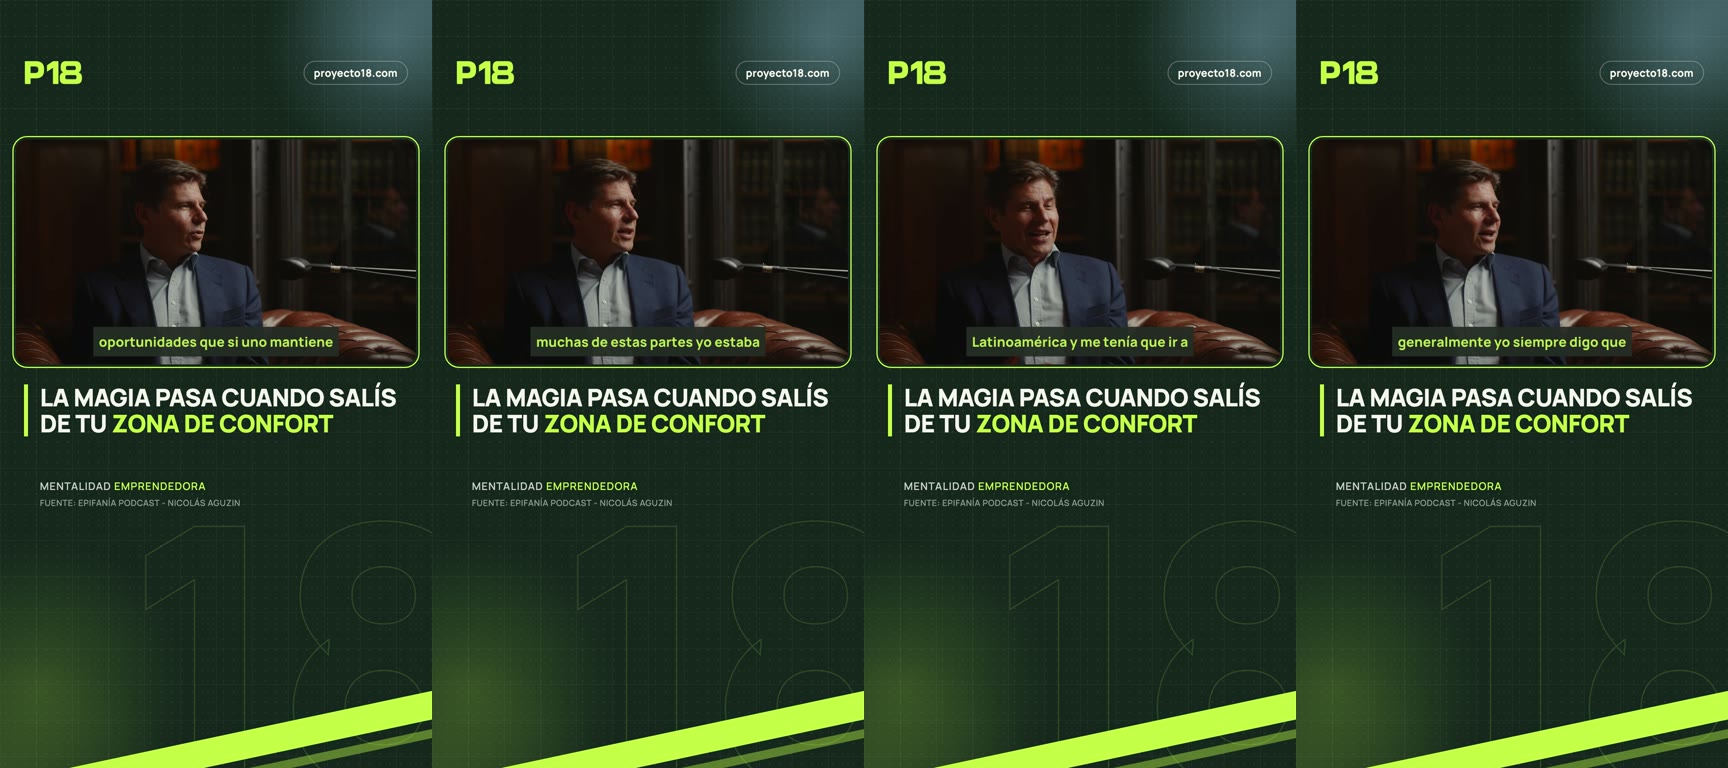 P18
proyecto18.com
oportunidades que si uno mantiene
LA MAGIA PASA CUANDO SALÍS
DE TU ZONA DE CONFORT
MENTALIDAD EMPRENDEDORA
FUENTE: EPIFANÍA PODCAST - NICOLÁS AGUZIN
18
P18
proyecto18.com
muchas de estas partes yo estaba
LA MAGIA PASA CUANDO SALÍS
DE TU ZONA DE CONFORT
MENTALIDAD EMPRENDEDORA
FUENTE: EPIFANÍA PODCAST - NICOLÁS AGUZIN
18
P18
proyecto18.com
Latinoamérica y me tenía que ir a
LA MAGIA PASA CUANDO SALÍS
DE TU ZONA DE CONFORT
MENTALIDAD EMPRENDEDORA
FUENTE: EPIFANÍA PODCAST - NICOLÁS AGUZIN
18
P18
proyecto18.com
generalmente yo siempre digo que
LA MAGIA PASA CUANDO SALÍS
DE TU ZONA DE CONFORT
MENTALIDAD EMPRENDEDORA
FUENTE: EPIFANÍA PODCAST - NICOLÁS AGUZIN
18